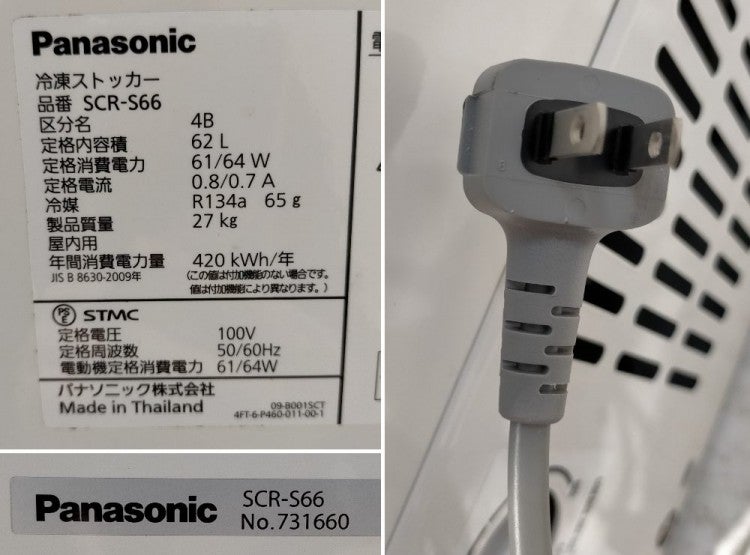 Panasonic
冷凍ストッカー
品番 SCR-S66
区分名 4B
定格内容積 62 L
定格消費電力 61/64 W
定格電流 0.8/0.7 A
冷媒 R134a 65 g
製品質量 27 kg
屋内用
年間消費電力量 420 kWh/年
JIS B 8630-2009年 (この値は付加機能のない場合です。
値は付加機能により異なります。)
PS
E STMC
定格電圧 100V
定格周波数 50/60Hz
電動機定格消費電力 61/64W
パナソニック株式会社
Made in Thailand
09-B001SCT
4FT-6-P460-011-00-1
Panasonic SCR-S66
No.731660